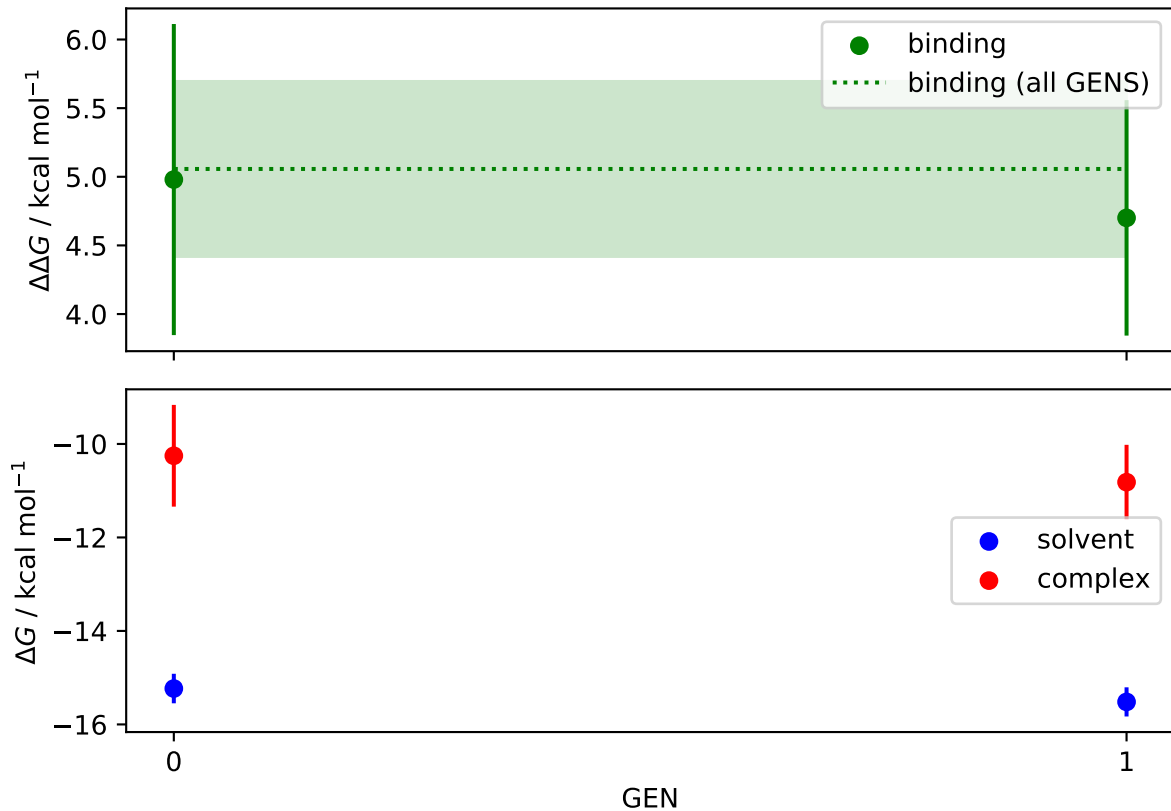 6.0
5.5
5.0
4.5
4.0
ΔΔG / kcal mol⁻¹
binding
binding (all GENS)
−10
−12
−14
−16
ΔG / kcal mol⁻¹
solvent
complex
0
1
GEN